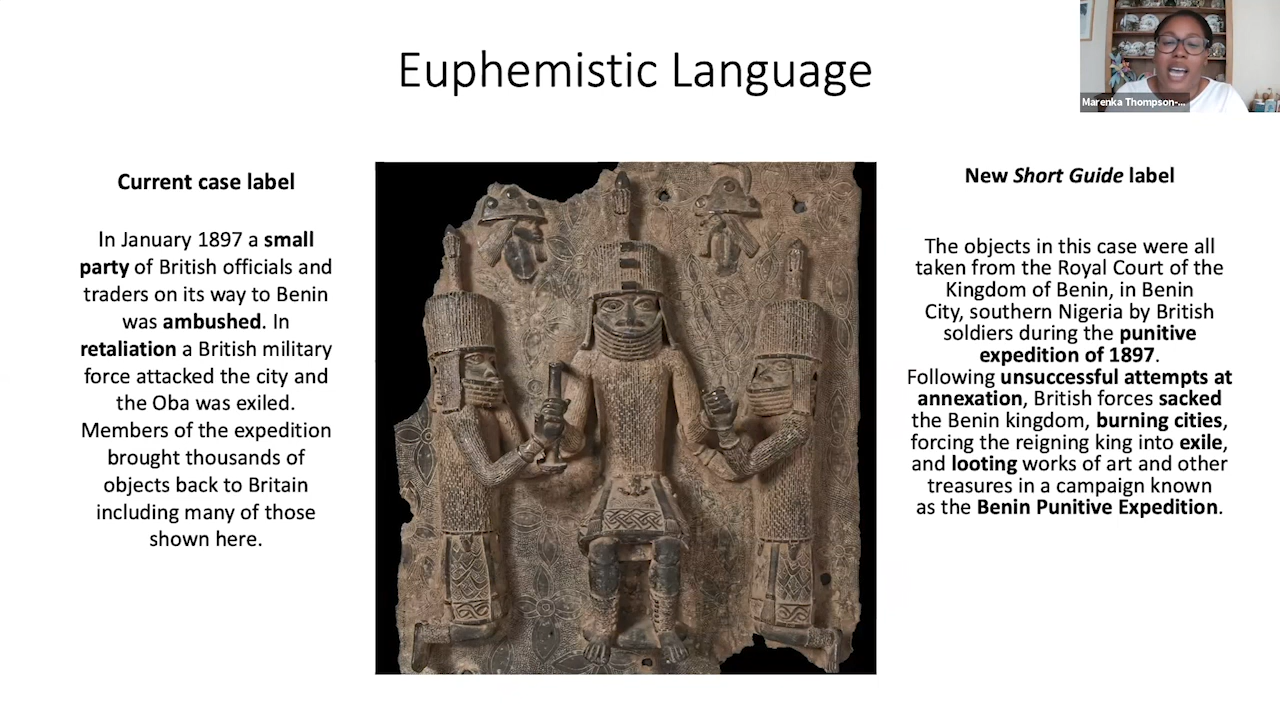 Euphemistic Language
Marenka Thompson-...
Current case label
In January 1897 a small
party of British officials and
traders on its way to Benin
was ambushed. In
retaliation a British military
force attacked the city and
the Oba was exiled.
Members of the expedition
brought thousands of
objects back to Britain
including many of those
shown here.
New Short Guide label
The objects in this case were all
taken from the Royal Court of the
Kingdom of Benin, in Benin
City, southern Nigeria by British
soldiers during the punitive
expedition of 1897.
Following unsuccessful attempts at
annexation, British forces sacked
the Benin kingdom, burning cities,
forcing the reigning king into exile,
and looting works of art and other
treasures in a campaign known
as the Benin Punitive Expedition.